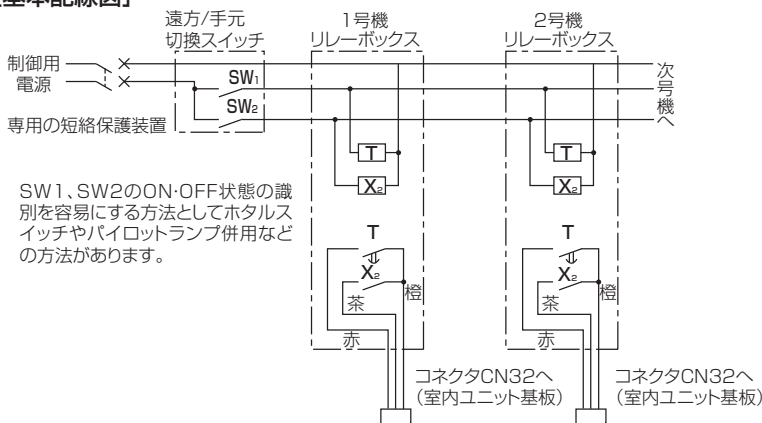 基本配線図]
遠方/手元
切換スイッチ
1号機
リレーボックス
2号機
リレーボックス
制御用
電源
SW₁
SW₂
次号機へ
専用の短絡保護装置
T
X₂
T
X₂
SW1、SW2のON・OFF状態の識
別を容易にする方法としてホタルス
イッチやパイロットランプ併用など
の方法があります。
T
X₂
茶
橙
赤
T
X₂
茶
橙
赤
コネクタCN32へ
(室内ユニット基板)
コネクタCN32へ
(室内ユニット基板)